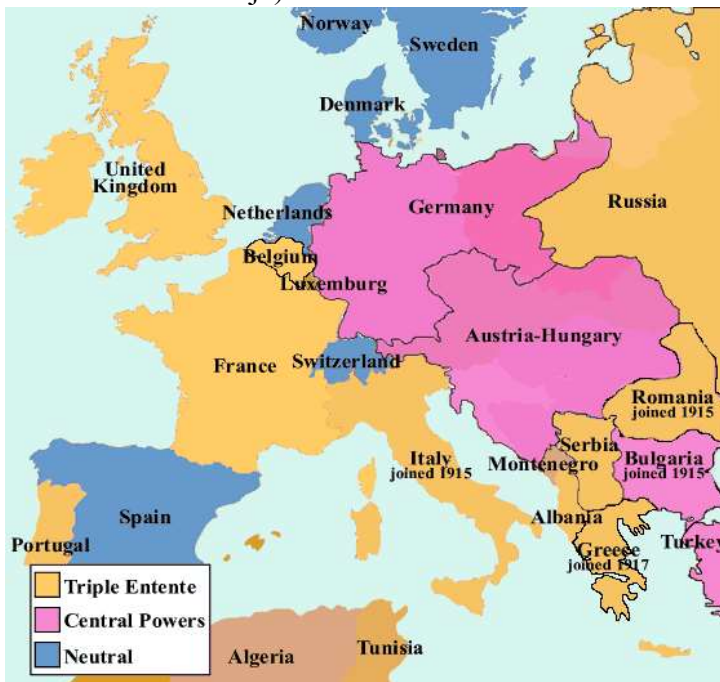 Norway
Sweden
Denmark
United
Kingdom
Netherlands
Germany
Russia
Belgium
Luxemburg
Austria-Hungary
France
Switzerland
Romania
joined 1915
Serbia
Italy
joined 1915
Montenegro
Bulgaria
joined 1915
Spain
Albania
Portugal
Greece
joined 1917
Turkey
Triple Entente
Central Powers
Neutral
Algeria
Tunisia